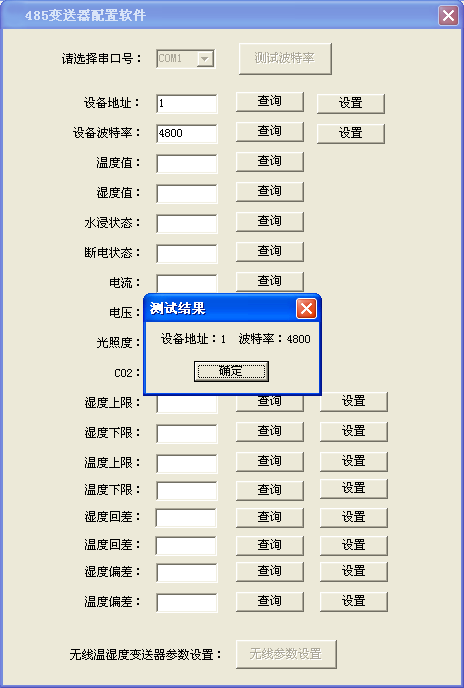 485变送器配置软件
请选择串口号： COM1 测试波特率
设备地址： 1 查询 设置
设备波特率： 4800 查询 设置
温度值： 查询
湿度值： 查询
水浸状态： 查询
断电状态： 查询
电流： 查询
电压：
测试结果
光照度：
设备地址：1 波特率：4800
CO2：
确定
湿度上限： 查询 设置
湿度下限： 查询 设置
温度上限： 查询 设置
温度下限： 查询 设置
湿度回差： 查询 设置
温度回差： 查询 设置
湿度偏差： 查询 设置
温度偏差： 查询 设置
无线温湿度变送器参数设置： 无线参数设置